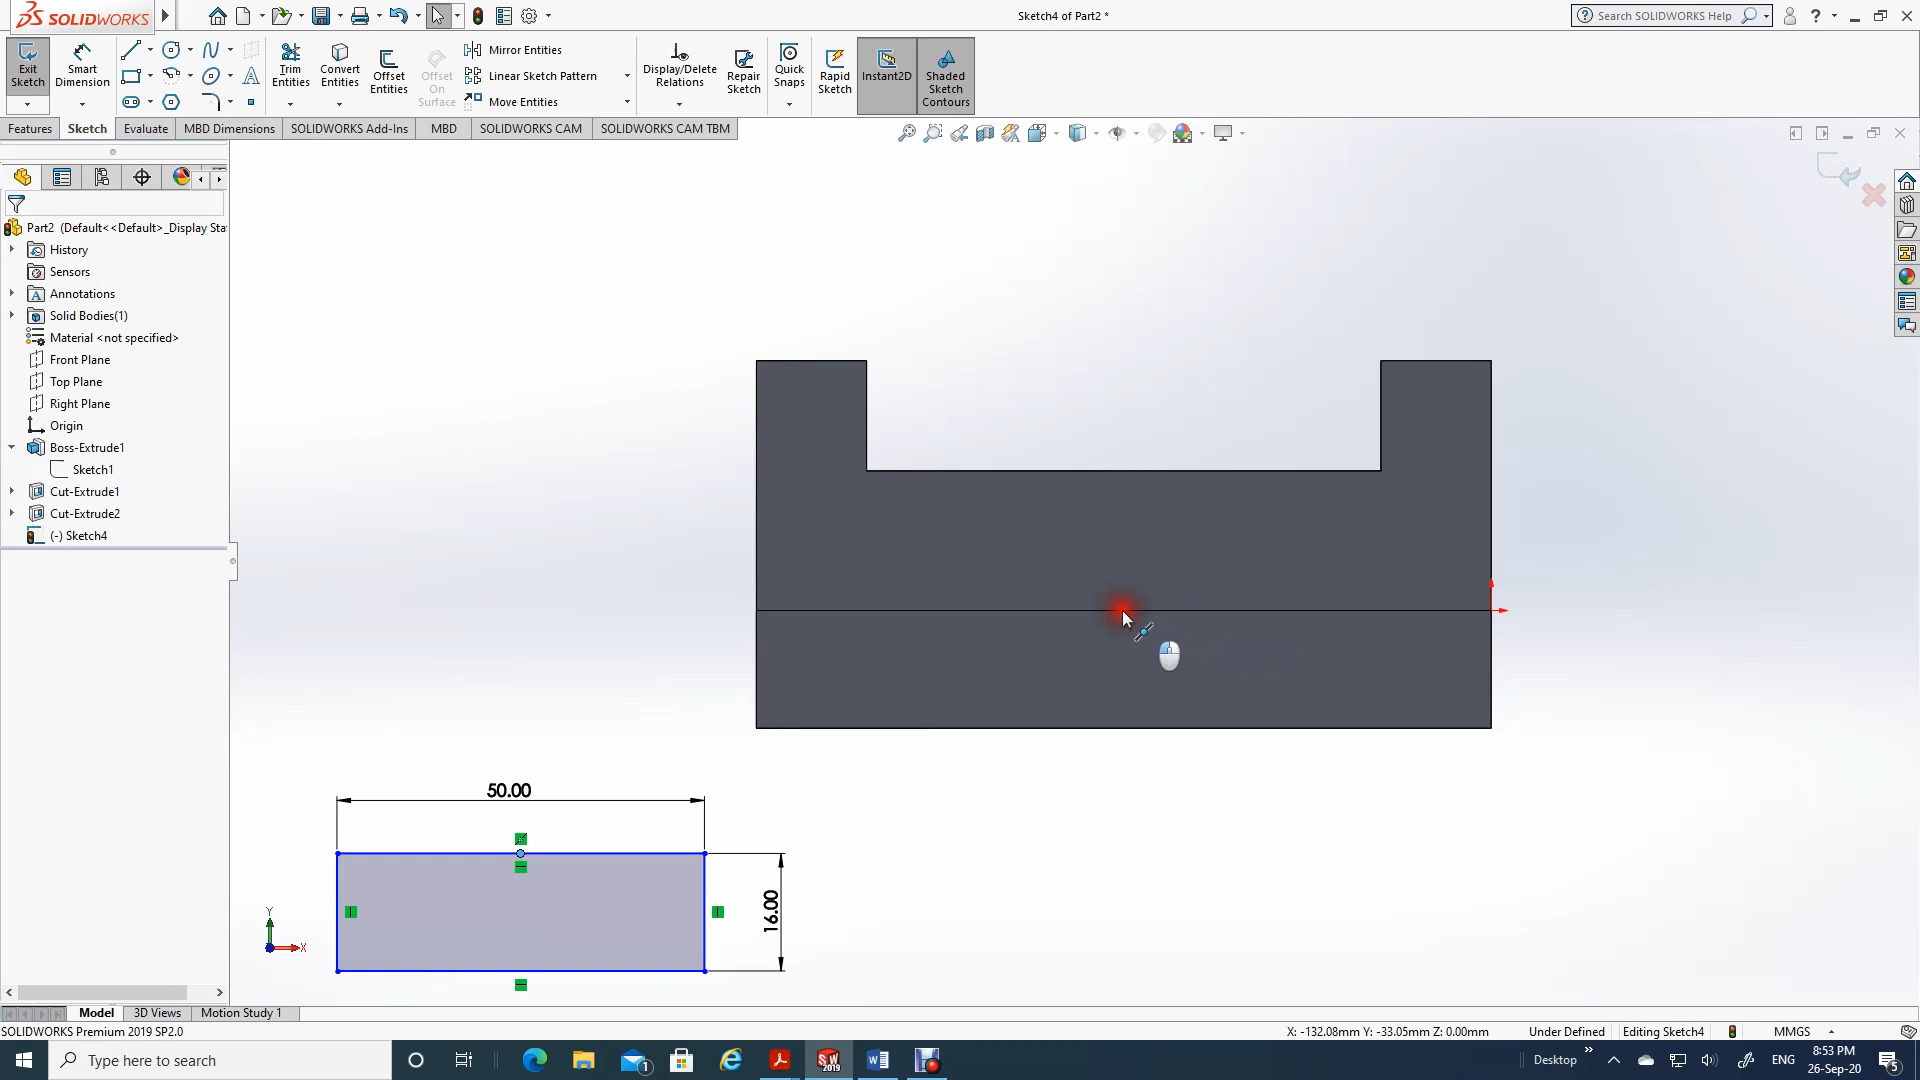 SOLIDWORKS
Sketch4 of Part2 *
Search SOLIDWORKS Help
Exit Sketch
Smart Dimension
Trim Entities
Convert Entities
Offset Entities
Offset On Surface
Mirror Entities
Linear Sketch Pattern
Move Entities
Display/Delete Relations
Repair Sketch
Quick Snaps
Rapid Sketch
Instant2D
Shaded Sketch Contours
Features
Sketch
Evaluate
MBD Dimensions
SOLIDWORKS Add-Ins
MBD
SOLIDWORKS CAM
SOLIDWORKS CAM TBM
Part2 (Default<<Default>_Display Sta
History
Sensors
Annotations
Solid Bodies(1)
Material <not specified>
Front Plane
Top Plane
Right Plane
Origin
Boss-Extrude1
Sketch1
Cut-Extrude1
Cut-Extrude2
(-) Sketch4
50.00
16.00
Y
X
Model
3D Views
Motion Study 1
SOLIDWORKS Premium 2019 SP2.0
X: -132.08mm Y: -33.05mm Z: 0.00mm
Under Defined
Editing Sketch4
MMGS
Type here to search
1
SW 2019
Desktop
ENG
8:53 PM
26-Sep-20
5